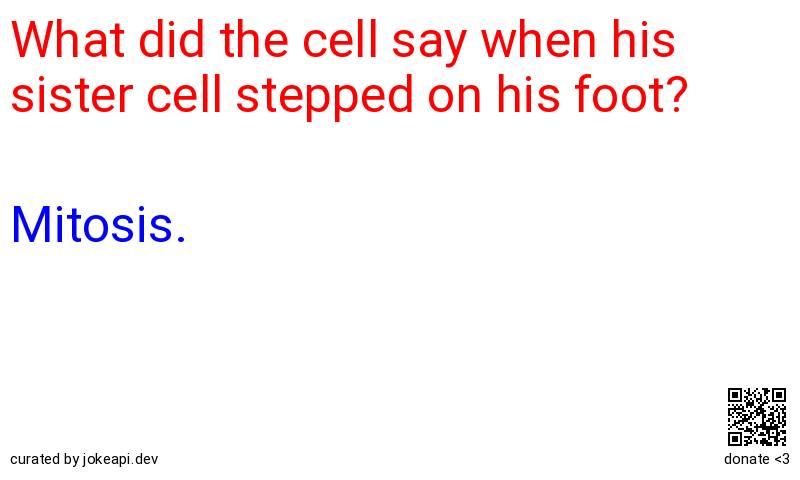 What did the cell say when his
sister cell stepped on his foot?
Mitosis.
curated by jokeapi.dev
donate <3